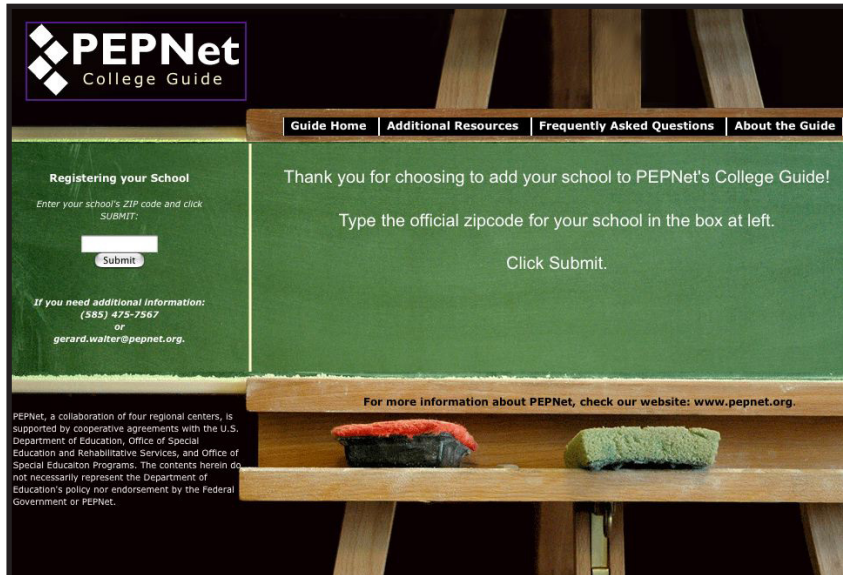 PEPNet
College Guide
Guide Home
Additional Resources
Frequently Asked Questions
About the Guide
Registering your School
Enter your school's ZIP code and click
SUBMIT:
Submit
If you need additional information:
(585) 475-7567
or
gerard.walter@pepnet.org.
Thank you for choosing to add your school to PEPNet's College Guide!
Type the official zipcode for your school in the box at left.
Click Submit.
For more information about PEPNet, check our website: www.pepnet.org.
PEPNet, a collaboration of four regional centers, is
supported by cooperative agreements with the U.S.
Department of Education, Office of Special
Education and Rehabilitative Services, and Office of
Special Educaiton Programs. The contents herein do
not necessarily represent the Department of
Education's policy nor endorsement by the Federal
Government or PEPNet.